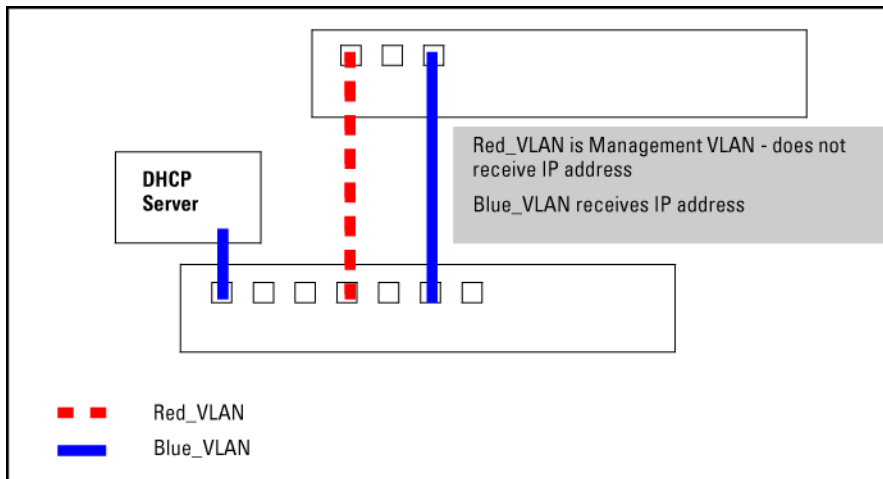 Red_VLAN is Management VLAN - does not
receive IP address
Blue_VLAN receives IP address
DHCP
Server
Red_VLAN
Blue_VLAN